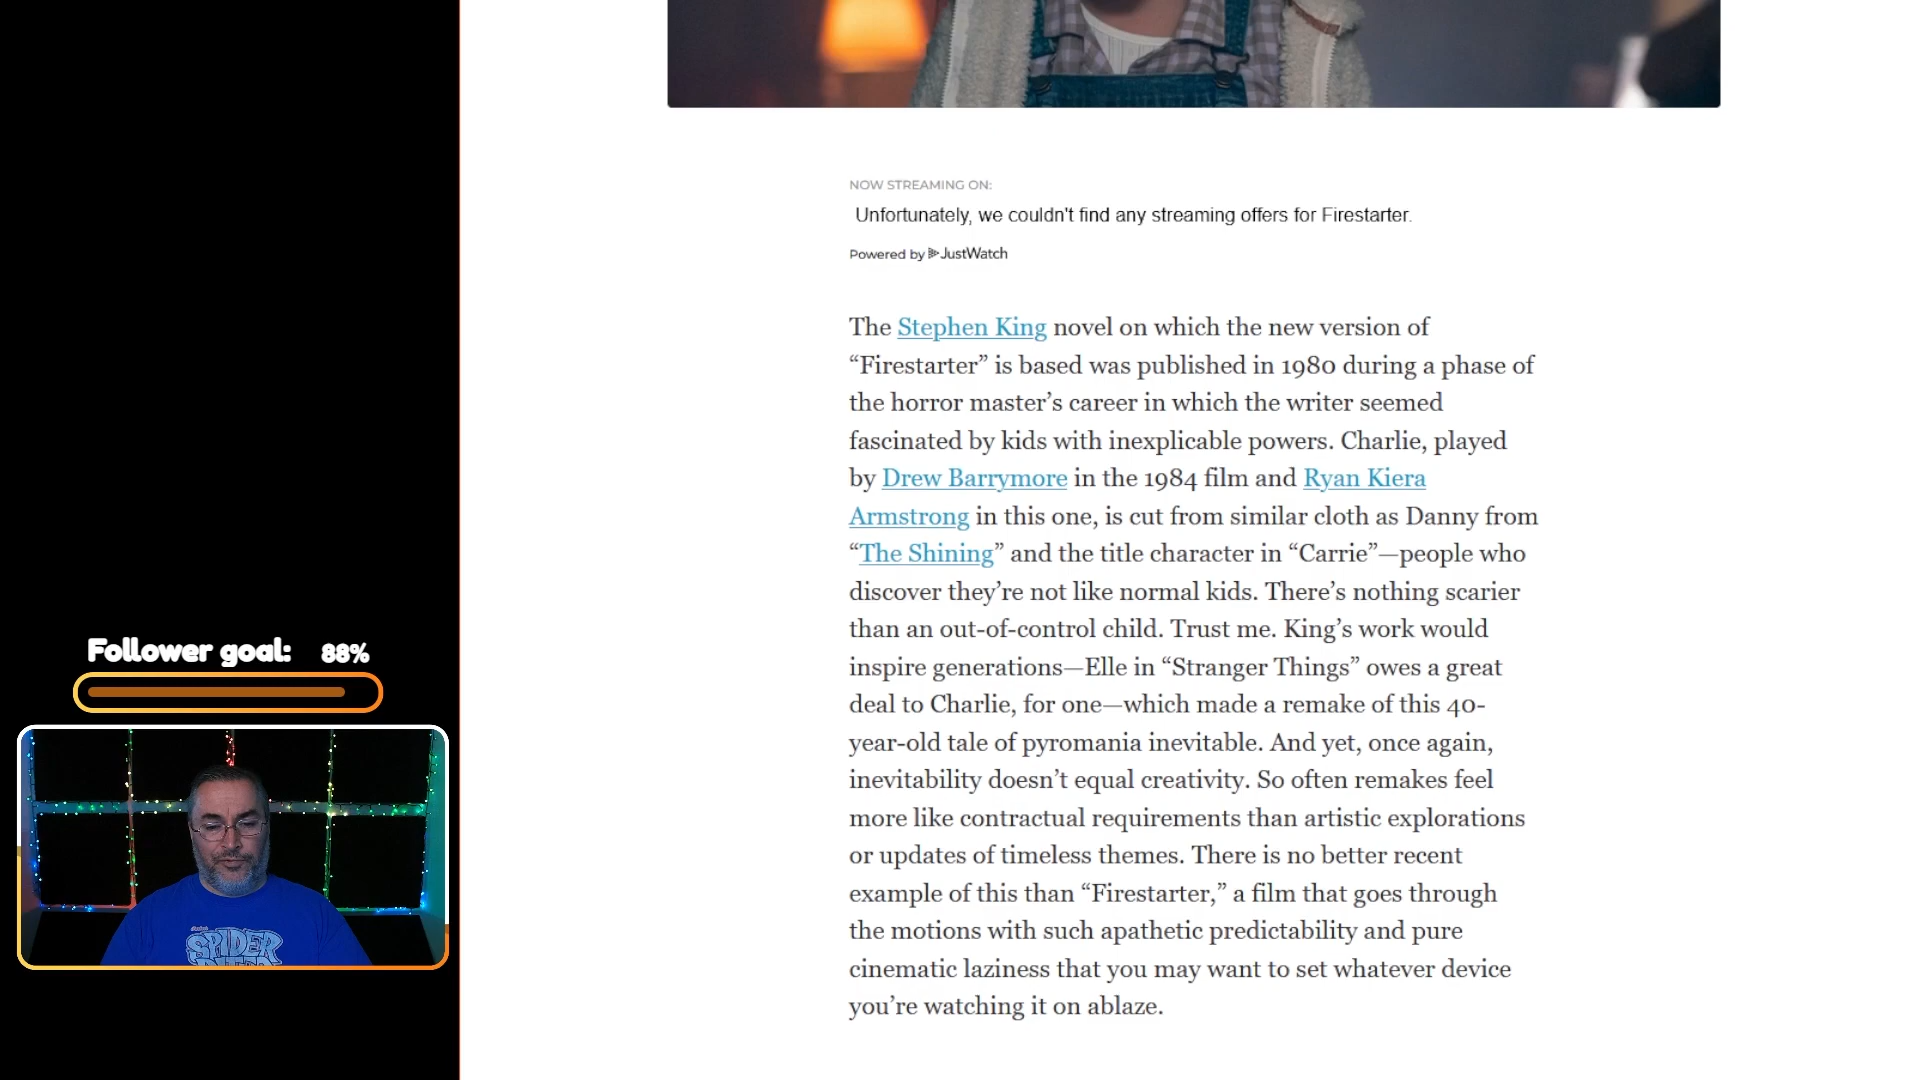 NOW STREAMING ON:
Unfortunately, we couldn't find any streaming offers for Firestarter.
Powered by JustWatch
The Stephen King novel on which the new version of
“Firestarter” is based was published in 1980 during a phase of
the horror master’s career in which the writer seemed
fascinated by kids with inexplicable powers. Charlie, played
by Drew Barrymore in the 1984 film and Ryan Kiera
Armstrong in this one, is cut from similar cloth as Danny from
“The Shining” and the title character in “Carrie”—people who
discover they’re not like normal kids. There’s nothing scarier
than an out-of-control child. Trust me. King’s work would
inspire generations—Elle in “Stranger Things” owes a great
deal to Charlie, for one—which made a remake of this 40-
year-old tale of pyromania inevitable. And yet, once again,
inevitability doesn’t equal creativity. So often remakes feel
more like contractual requirements than artistic explorations
or updates of timeless themes. There is no better recent
example of this than “Firestarter,” a film that goes through
the motions with such apathetic predictability and pure
cinematic laziness that you may want to set whatever device
you’re watching it on ablaze.
Follower goal: 88%
SPIDER